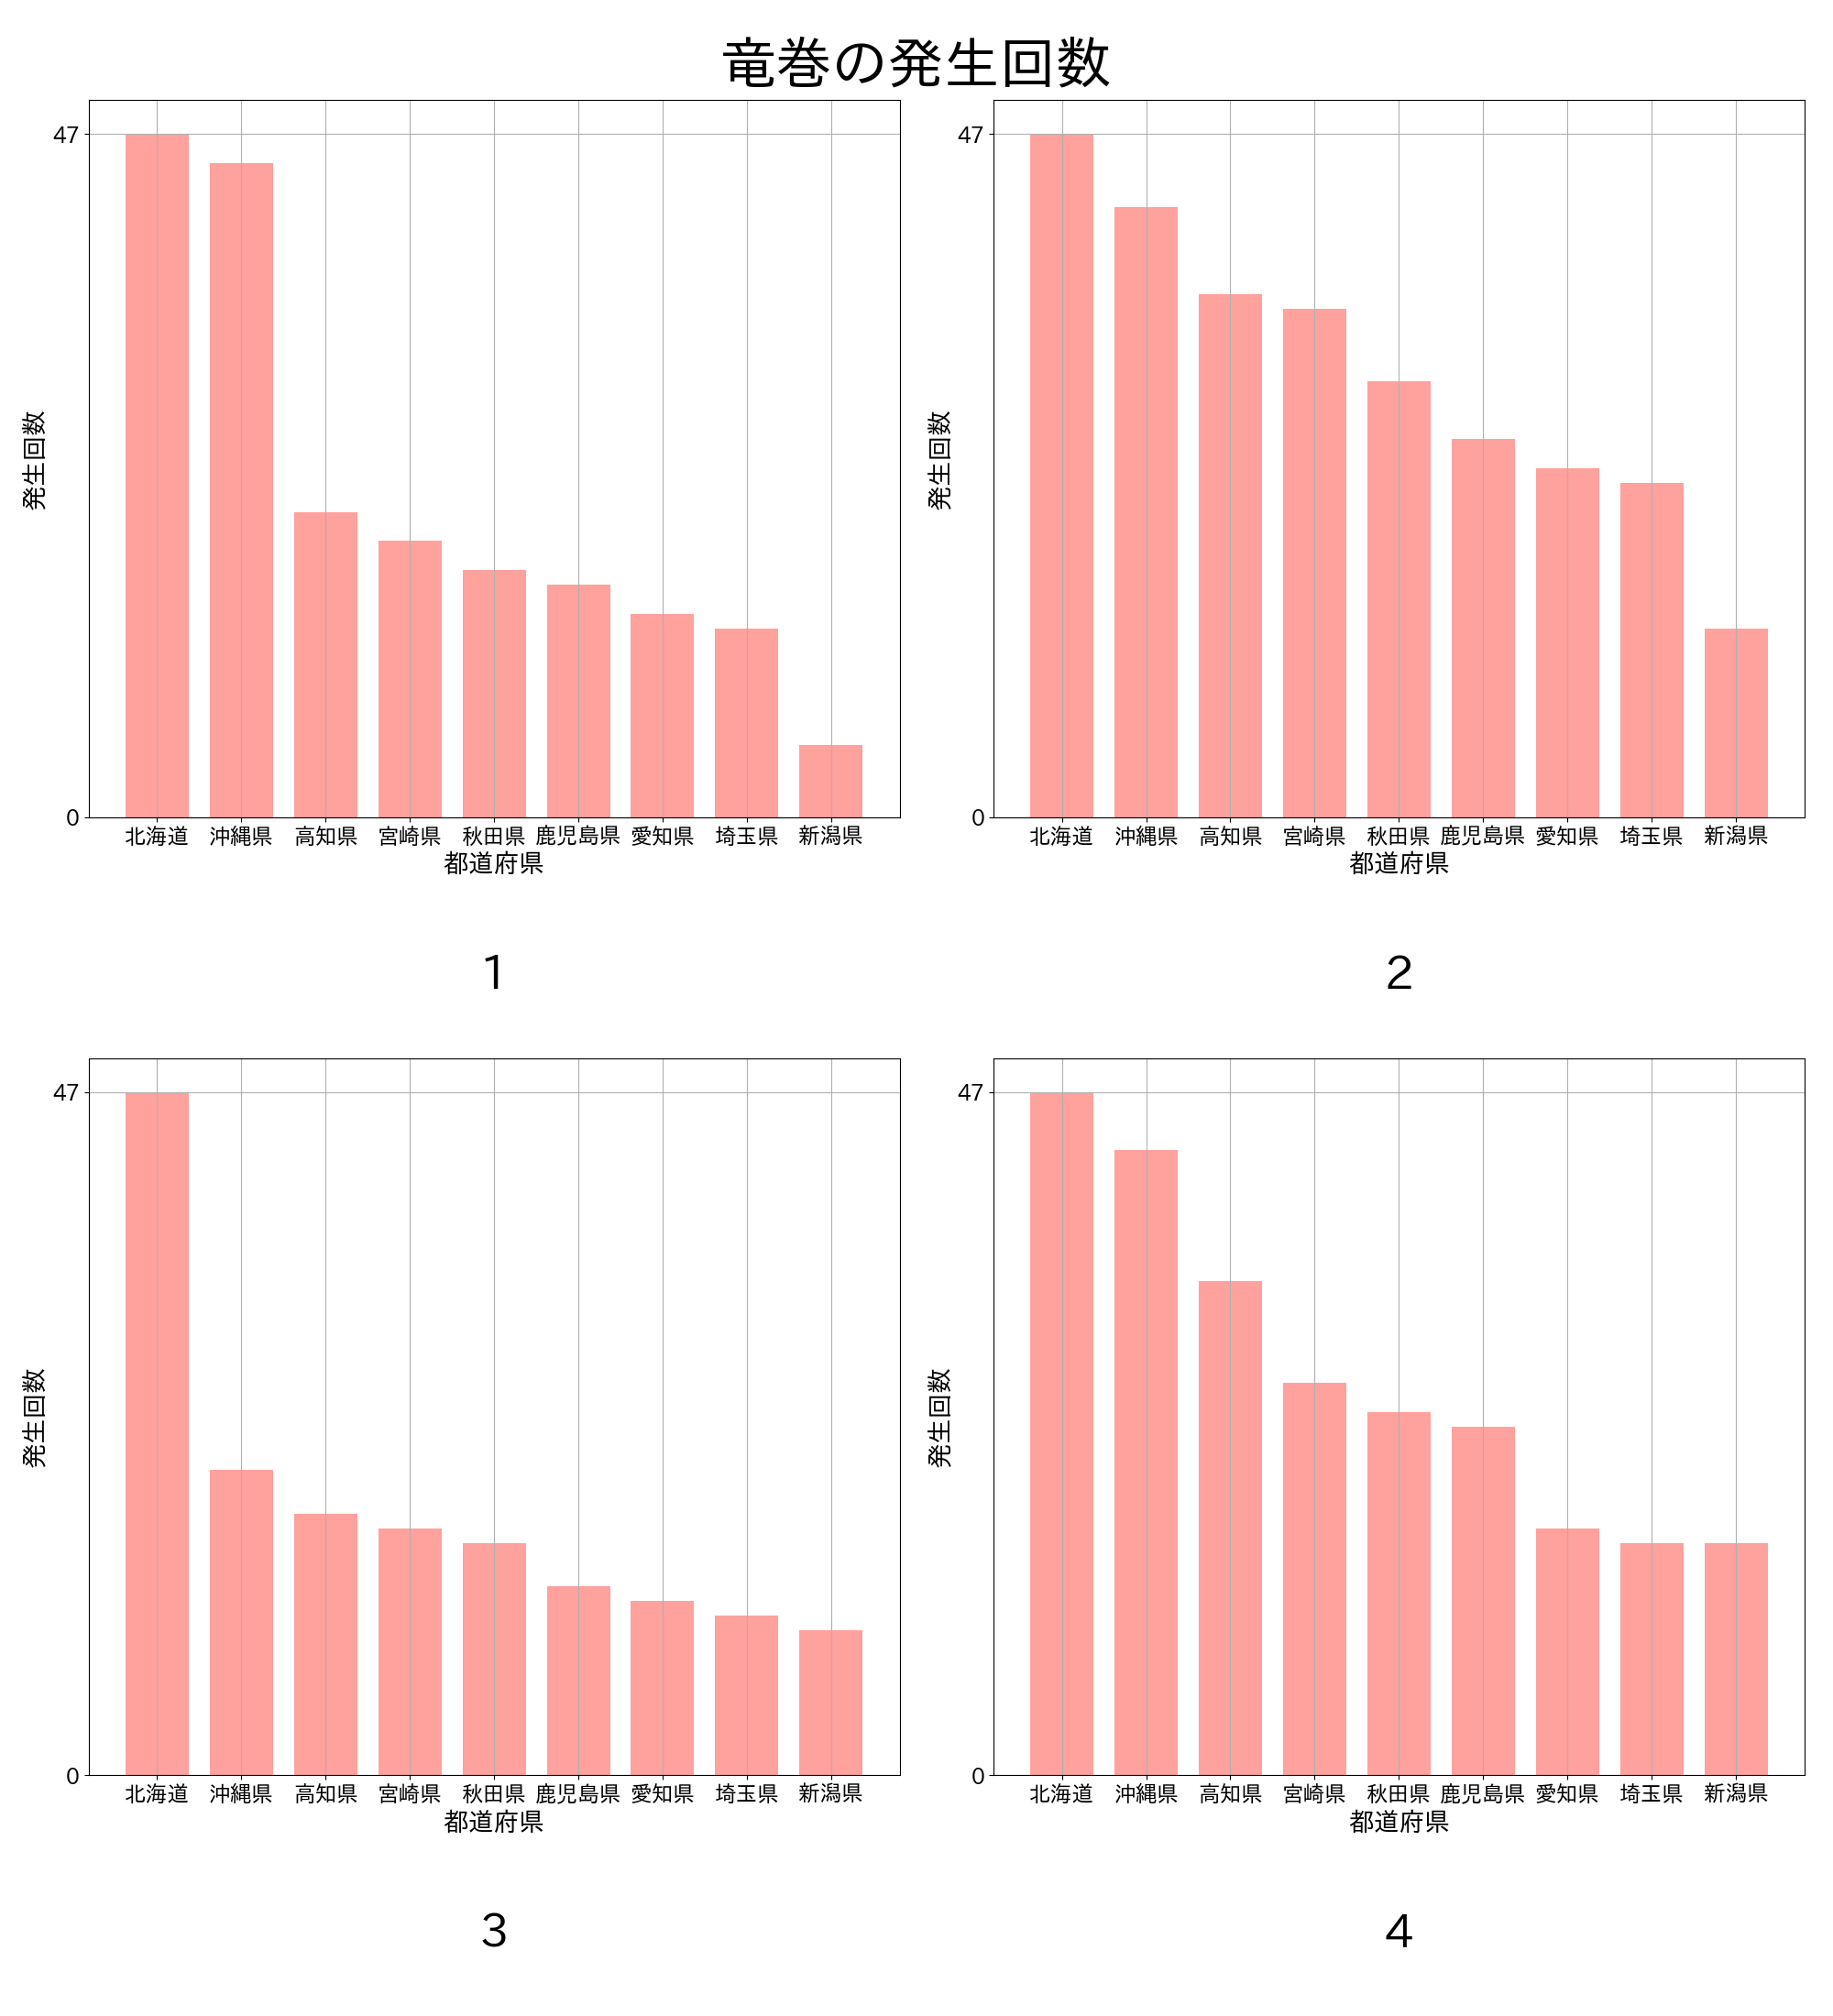 竜巻の発生回数
47
0
発生回数
北海道 沖縄県 高知県 宮崎県 秋田県 鹿児島県 愛知県 埼玉県 新潟県
都道府県
1
47
0
発生回数
北海道 沖縄県 高知県 宮崎県 秋田県 鹿児島県 愛知県 埼玉県 新潟県
都道府県
2
47
0
発生回数
北海道 沖縄県 高知県 宮崎県 秋田県 鹿児島県 愛知県 埼玉県 新潟県
都道府県
3
47
0
発生回数
北海道 沖縄県 高知県 宮崎県 秋田県 鹿児島県 愛知県 埼玉県 新潟県
都道府県
4